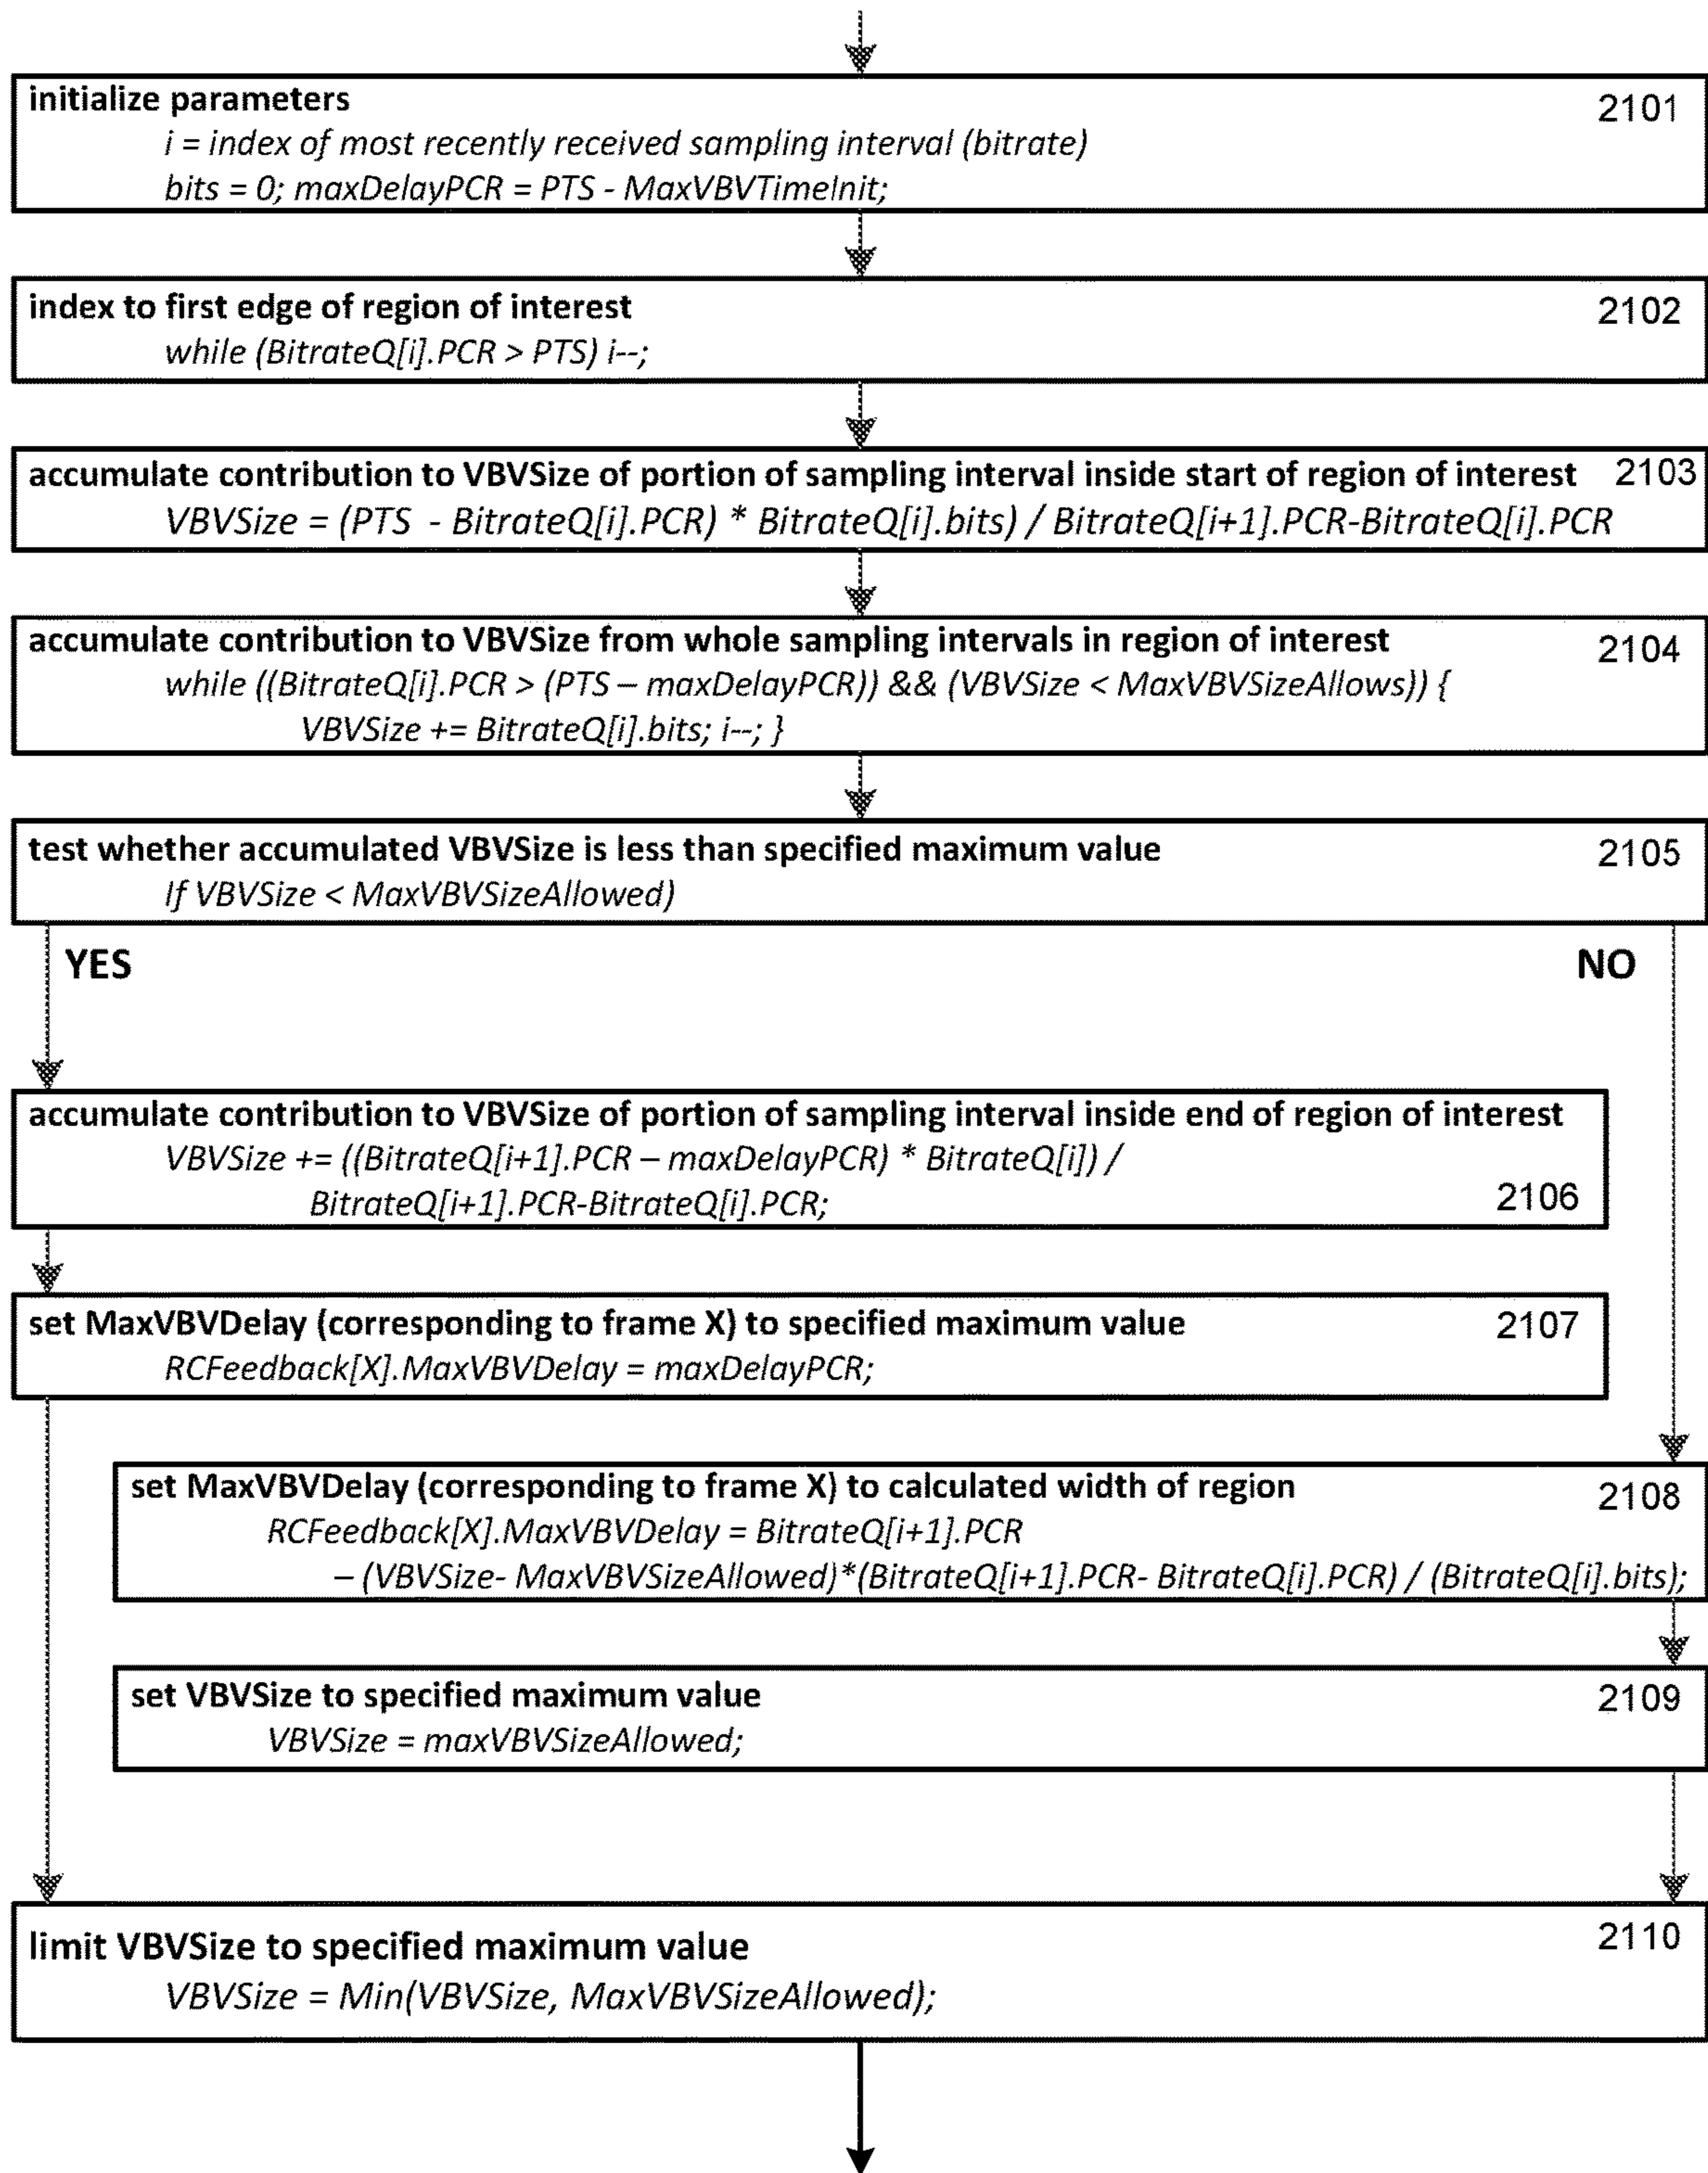 initialize parameters 2101
i = index of most recently received sampling interval (bitrate)
bits = 0; maxDelayPCR = PTS - MaxVBVTimeInit;
index to first edge of region of interest 2102
while (BitrateQ[i].PCR > PTS) i--;
accumulate contribution to VBVSize of portion of sampling interval inside start of region of interest 2103
VBVSize = (PTS - BitrateQ[i].PCR) * BitrateQ[i].bits) / BitrateQ[i+1].PCR-BitrateQ[i].PCR
accumulate contribution to VBVSize from whole sampling intervals in region of interest 2104
while ((BitrateQ[i].PCR > (PTS – maxDelayPCR)) && (VBVSize < MaxVBVSizeAllows)) {
VBVSize += BitrateQ[i].bits; i--; }
test whether accumulated VBVSize is less than specified maximum value 2105
If VBVSize < MaxVBVSizeAllowed)
YES NO
accumulate contribution to VBVSize of portion of sampling interval inside end of region of interest
VBVSize += ((BitrateQ[i+1].PCR – maxDelayPCR) * BitrateQ[i]) /
BitrateQ[i+1].PCR-BitrateQ[i].PCR; 2106
set MaxVBVDelay (corresponding to frame X) to specified maximum value 2107
RCFeedback[X].MaxVBVDelay = maxDelayPCR;
set MaxVBVDelay (corresponding to frame X) to calculated width of region 2108
RCFeedback[X].MaxVBVDelay = BitrateQ[i+1].PCR
– (VBVSize- MaxVBVSizeAllowed)*(BitrateQ[i+1].PCR- BitrateQ[i].PCR) / (BitrateQ[i].bits);
set VBVSize to specified maximum value 2109
VBVSize = maxVBVSizeAllowed;
limit VBVSize to specified maximum value 2110
VBVSize = Min(VBVSize, MaxVBVSizeAllowed);